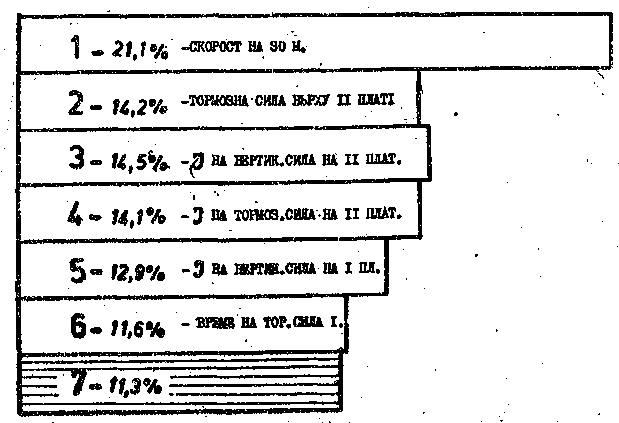 1 - 21,1% -СКОРОСТ НА 30 М.
2 - 14,2% -ТОРМОЗНА СИЛА ВЪРХУ II ПЛАТ
3 - 14,5% -J НА ВЕРТИК.СИЛА НА II ПЛАТ.
4 - 14,1% -J НА ТОРМОЗ.СИЛА НА II ПЛАТ.
5 - 12,9% -J НА ВЕРТИК.СИЛА НА I ПЛ.
6 - 11,6% - ВРЕМЕ НА ТОР.СИЛА I.
7 - 11,3%